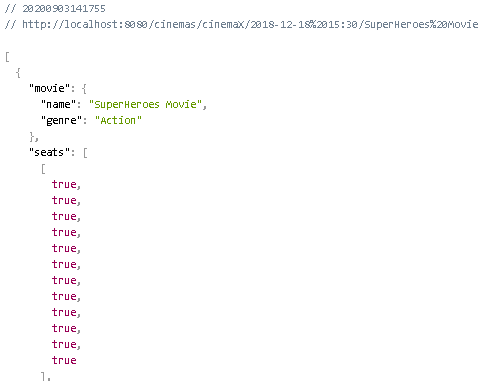 // 20200903141755
// http://localhost:8080/cinemas/cinemaX/2018-12-18%2015:30/SuperHeroes%20Movie
[
{
"movie": {
"name": "SuperHeroes Movie",
"genre": "Action"
},
"seats": [
[
true,
true,
true,
true,
true,
true,
true,
true,
true,
true,
true,
true
],